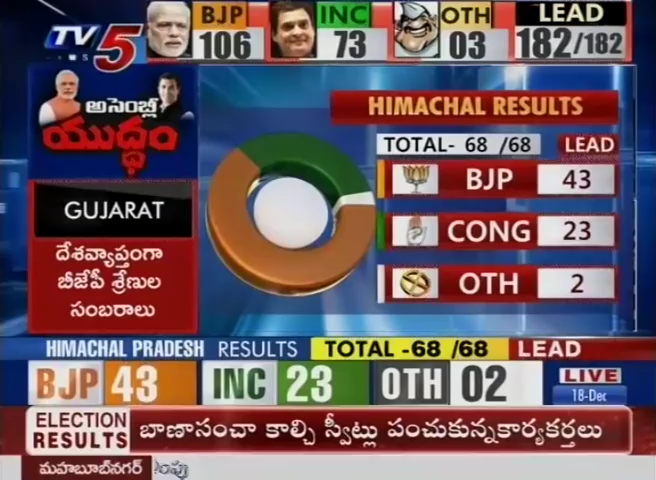 TV5
NEWS
BJP
106
INC
73
OTH
03
LEAD
182/182
అసెంబ్లీ
యుద్ధం
GUJARAT
దేశవ్యాప్తంగా
బీజేపీ శ్రేణుల
సంబరాలు
HIMACHAL RESULTS
TOTAL- 68 /68 LEAD
BJP 43
CONG 23
OTH 2
HIMACHAL PRADESH RESULTS TOTAL -68 /68 LEAD
BJP 43 INC 23 OTH 02
LIVE
18-Dec
ELECTION
RESULTS
బాణాసంచా కాల్చి స్వీట్లు పంచుకున్నకార్యకర్తలు
మహబూబ్‌నగర్